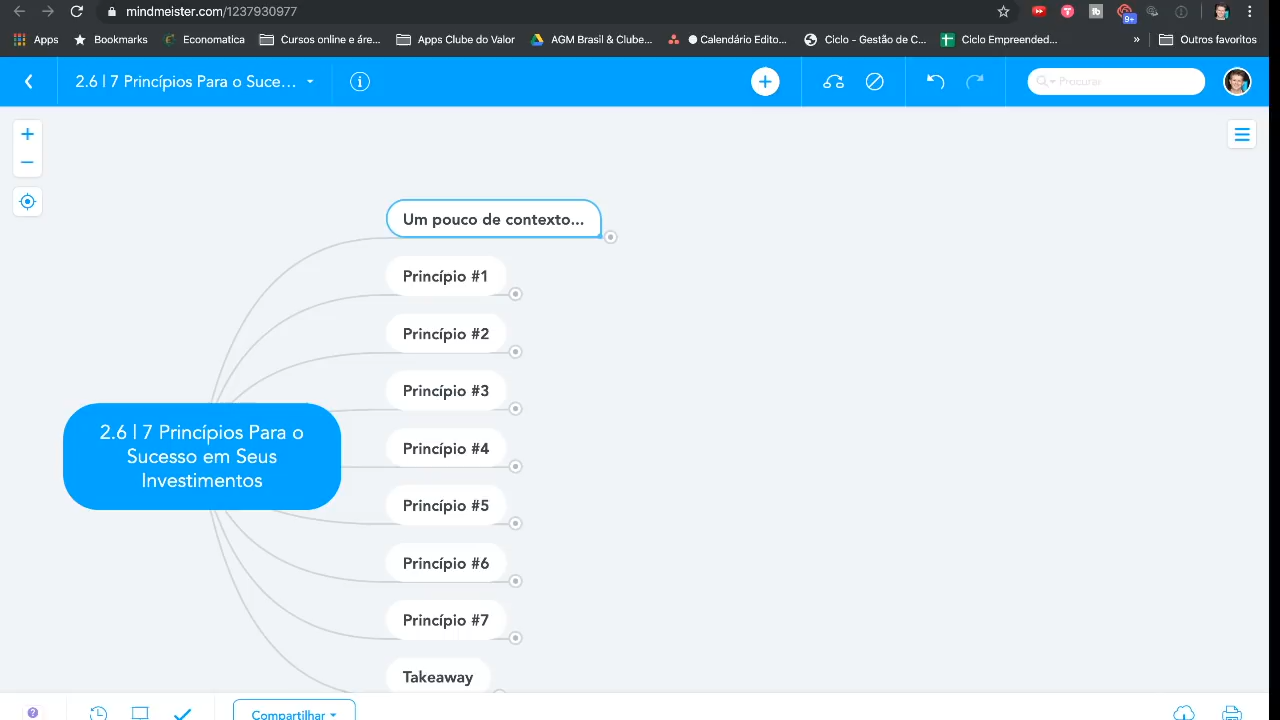 mindmeister.com/1237930977
9+
Apps
Bookmarks
Economatica
Cursos online e áre...
Apps Clube do Valor
AGM Brasil & Clube...
Calendário Edito...
Ciclo - Gestão de C...
Ciclo Empreended...
»
Outros favoritos
2.6 | 7 Princípios Para o Suce...
Procurar
Um pouco de contexto...
Princípio #1
Princípio #2
Princípio #3
Princípio #4
2.6 | 7 Princípios Para o
Sucesso em Seus
Investimentos
Princípio #5
Princípio #6
Princípio #7
Takeaway
Compartilhar